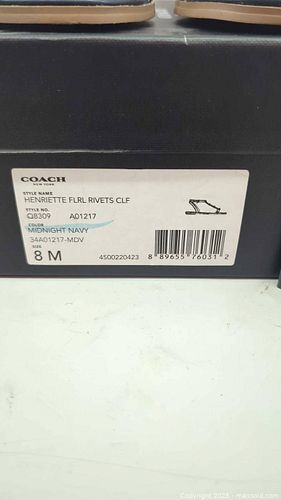 COACH
NEW YORK
STYLE NAME
HENRIETTE FLRL RIVETS CLF
STYLE NO.
Q8309 A01217
COLOR
MIDNIGHT NAVY
34A01217-MDV
SIZE
8 M 4500220423 8 89655 76031 2